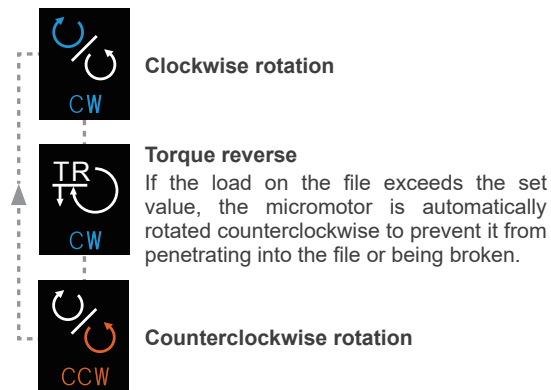 CW
Clockwise rotation
TR
T
CW
Torque reverse
If the load on the file exceeds the set
value, the micromotor is automatically
rotated counterclockwise to prevent it from
penetrating into the file or being broken.
CCW
Counterclockwise rotation